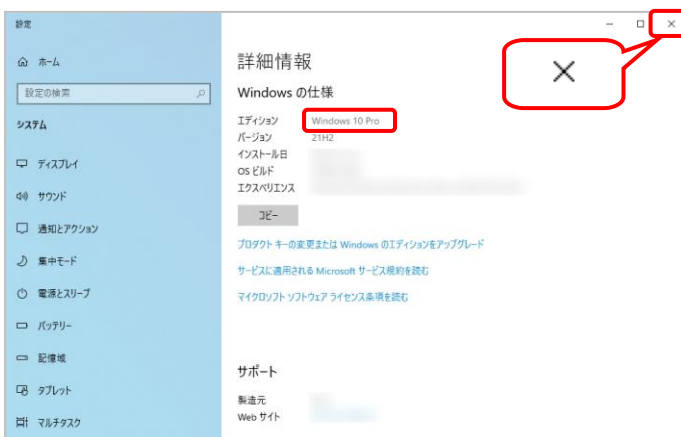 設定
ホーム
設定の検索
システム
ディスプレイ
サウンド
通知とアクション
集中モード
電源とスリープ
バッテリー
記憶域
タブレット
マルチタスク
詳細情報
Windows の仕様
エディション Windows 10 Pro
バージョン 21H2
インストール日
OS ビルド
エクスペリエンス
コピー
プロダクト キーの変更または Windows のエディションをアップグレード
サービスに適用される Microsoft サービス規約を読む
マイクロソフト ソフトウェア ライセンス条項を読む
サポート
製造元
Web サイト